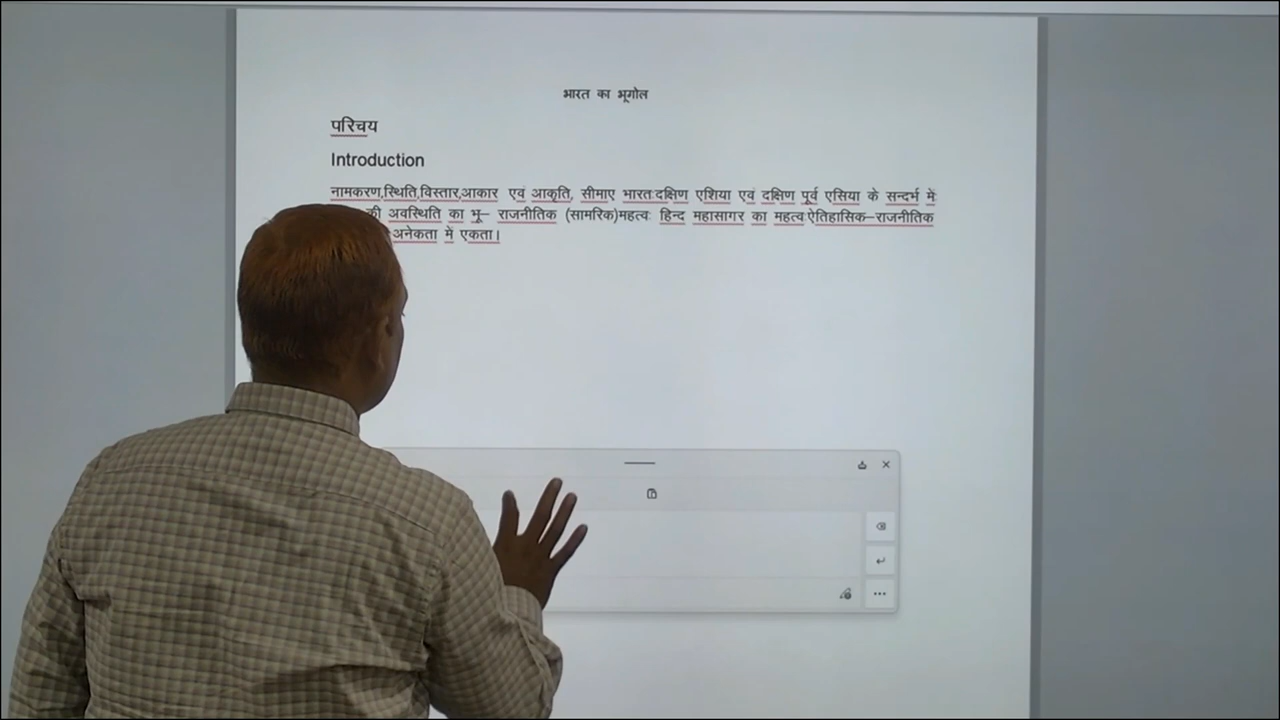 भारत का भूगोल
परिचय
Introduction
नामकरण,स्थिति,विस्तार,आकार एवं आकृति, सीमाए भारतःदक्षिण एशिया एवं दक्षिण पूर्व एसिया के सन्दर्भ में
की अवस्थिति का भू– राजनीतिक (सामरिक)महत्वः हिन्द महासागर का महत्व ऐतिहासिक–राजनीतिक
अनेकता में एकता।